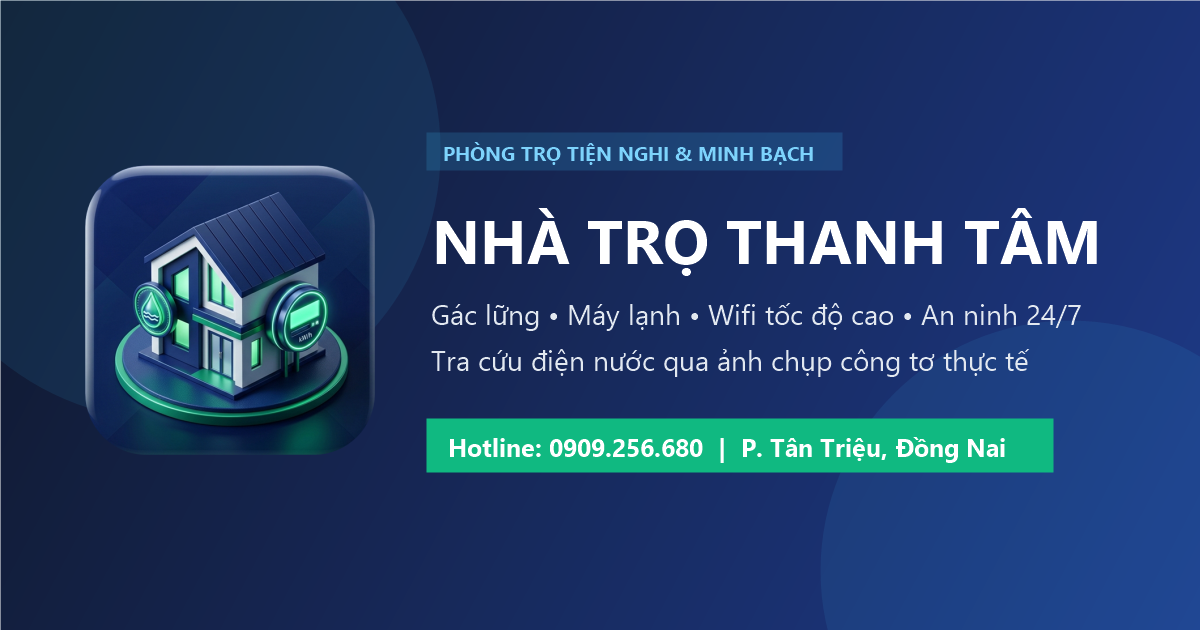 PHÒNG TRỌ TIỆN NGHI & MINH BẠCH
NHÀ TRỌ THANH TÂM
Gác lững • Máy lạnh • Wifi tốc độ cao • An ninh 24/7
Tra cứu điện nước qua ảnh chụp công tơ thực tế
Hotline: 0909.256.680 | P. Tân Triệu, Đồng Nai